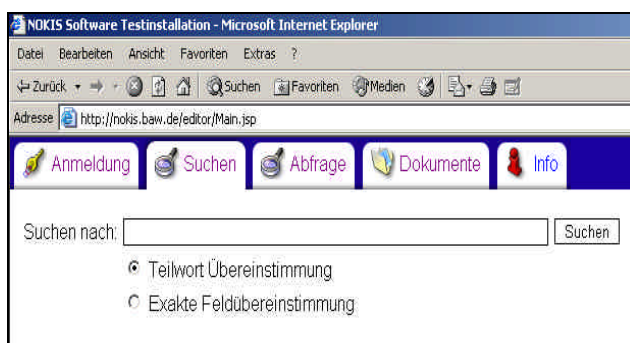 NOKIS Software Testinstallation - Microsoft Internet Explorer
Datei Bearbeiten Ansicht Favoriten Extras ?
Zurück Suchen Favoriten Medien
Adresse http://nokis.baw.de/editor/Main.jsp
Anmeldung Suchen Abfrage Dokumente Info
Suchen nach: Suchen
Teilwort Übereinstimmung
Exakte Feldübereinstimmung